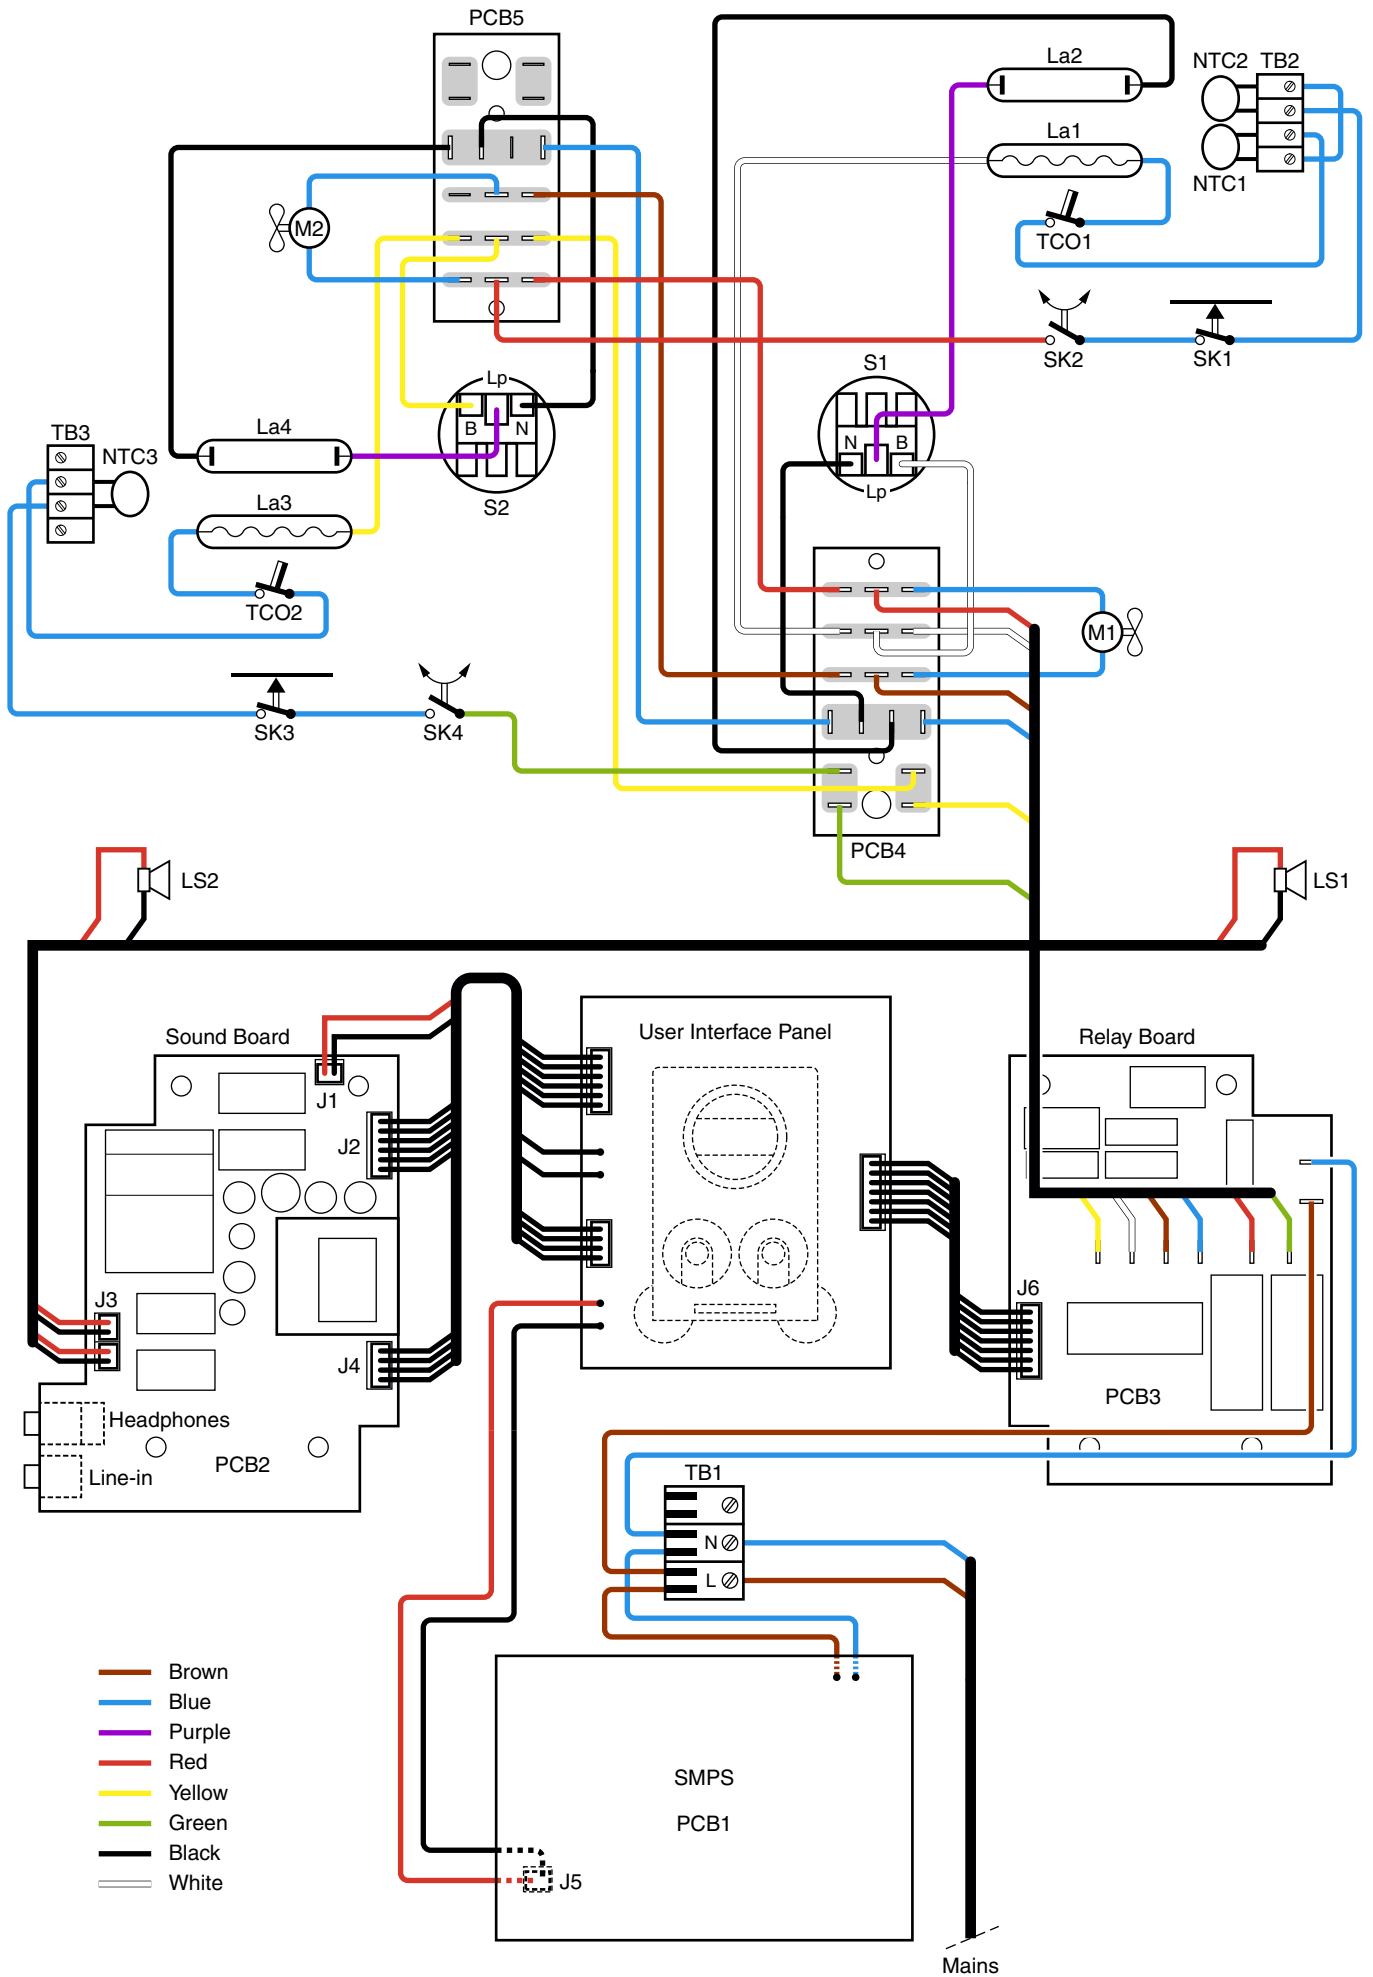 PCB5
La2
NTC2 TB2
La1
NTC1
M2
TCO1
SK2
SK1
S1
Lp
B
N
S2
La4
TB3
NTC3
La3
N
B
Lp
TCO2
M1
SK3
SK4
PCB4
LS2
LS1
Sound Board
User Interface Panel
Relay Board
J1
J2
J3
J6
J4
PCB3
Headphones
PCB2
Line-in
TB1
N
L
Brown
Blue
Purple
Red
Yellow
Green
Black
White
SMPS
PCB1
J5
Mains